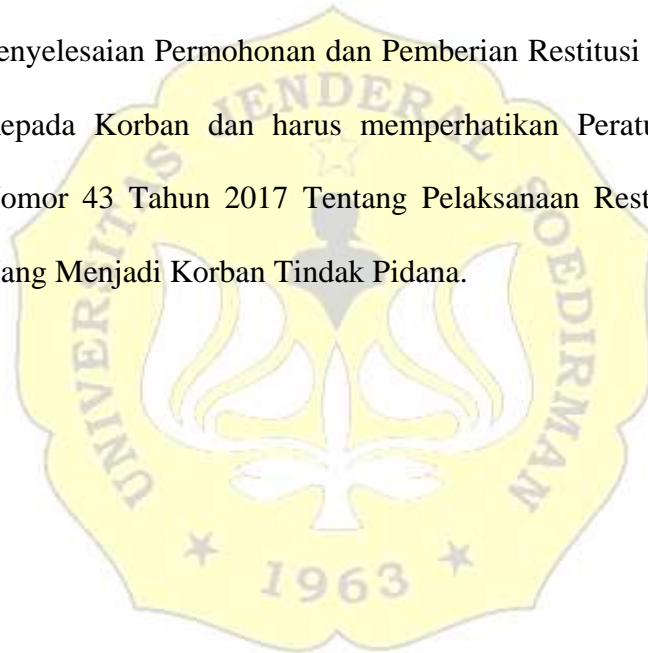 enyelesaian Permohonan dan Pemberian Restitusi
epada Korban dan harus memperhatikan Peratu
omor 43 Tahun 2017 Tentang Pelaksanaan Rest
ang Menjadi Korban Tindak Pidana.
UNIVERSITAS JENDERAL SOEDIRMAN
1963